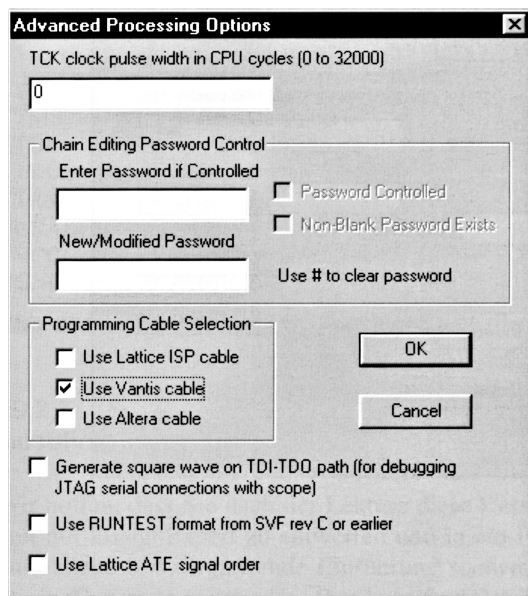 Advanced Processing Options
TCK clock pulse width in CPU cycles (0 to 32000)
0
Chain Editing Password Control
Enter Password if Controlled
Password Controlled
Non-Blank Password Exists
New/Modified Password
Use # to clear password
Programming Cable Selection
Use Lattice ISP cable
Use Vantis cable
Use Altera cable
OK
Cancel
Generate square wave on TDI-TDO path (for debugging
JTAG serial connections with scope)
Use RUNTEST format from SVF rev C or earlier
Use Lattice ATE signal order